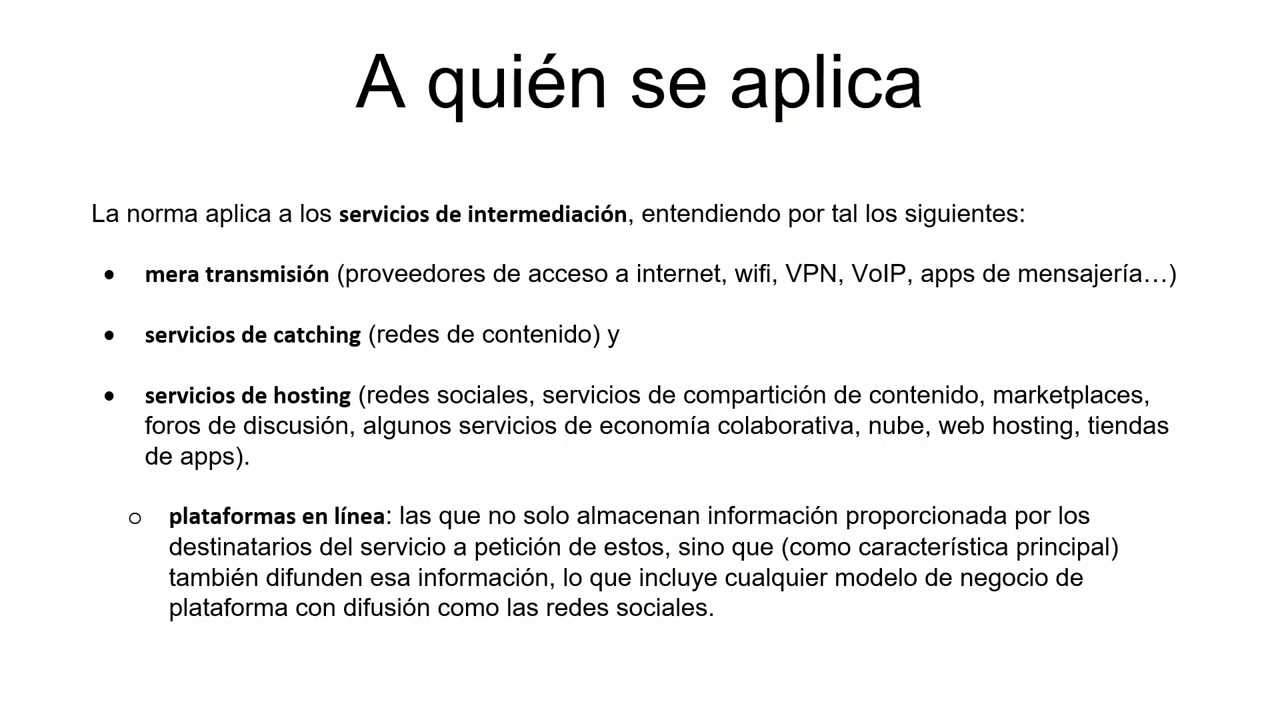 A quién se aplica
La norma aplica a los servicios de intermediación, entendiendo por tal los siguientes:
● mera transmisión (proveedores de acceso a internet, wifi, VPN, VoIP, apps de mensajería…)
● servicios de catching (redes de contenido) y
● servicios de hosting (redes sociales, servicios de compartición de contenido, marketplaces,
foros de discusión, algunos servicios de economía colaborativa, nube, web hosting, tiendas
de apps).
○ plataformas en línea: las que no solo almacenan información proporcionada por los
destinatarios del servicio a petición de estos, sino que (como característica principal)
también difunden esa información, lo que incluye cualquier modelo de negocio de
plataforma con difusión como las redes sociales.